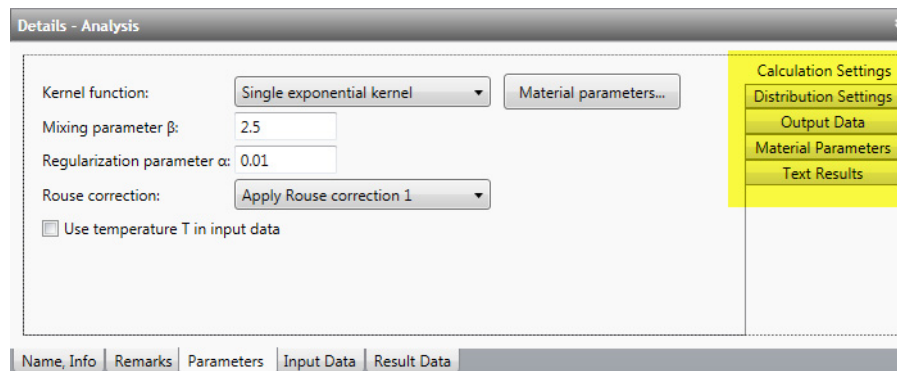 Details - Analysis
Calculation Settings
Kernel function: Single exponential kernel Material parameters...
Distribution Settings
Mixing parameter β: 2.5
Output Data
Regularization parameter α: 0.01
Material Parameters
Text Results
Rouse correction: Apply Rouse correction 1
Use temperature T in input data
Name, Info Remarks Parameters Input Data Result Data